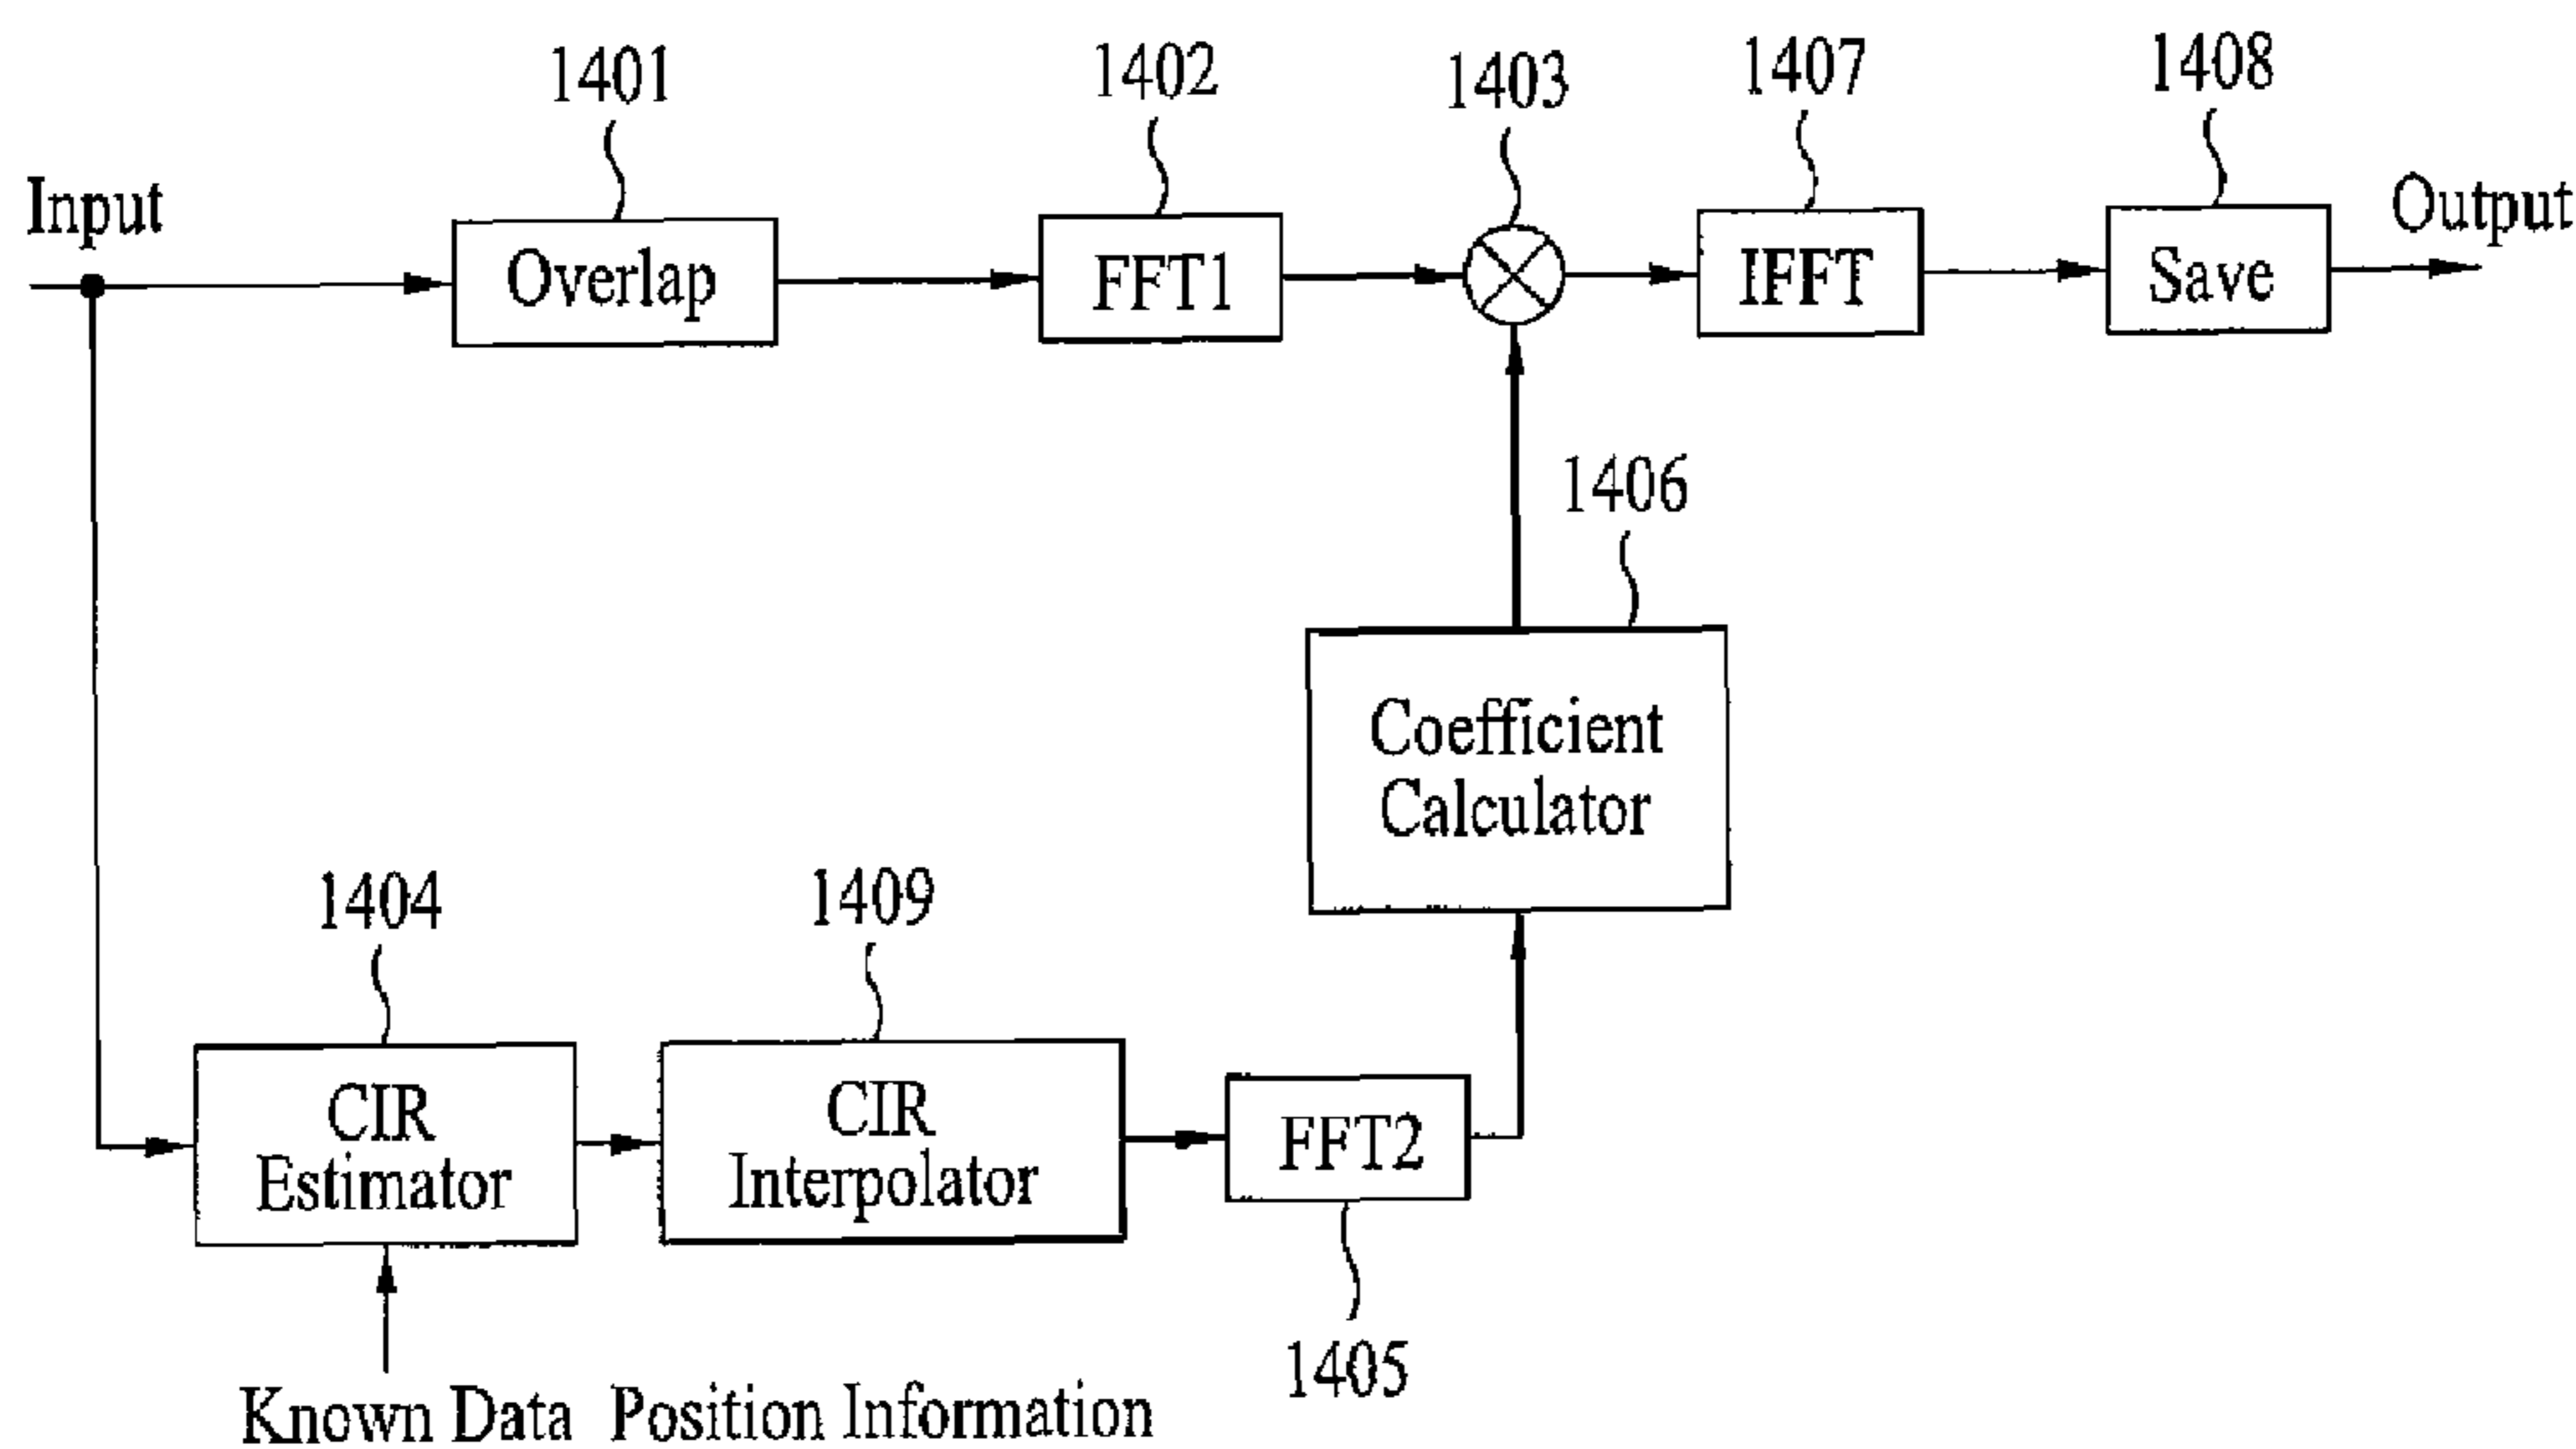 1401
1402
1403
1407
1408
Input
Overlap
FFT1
IFFT
Save
Output
1406
Coefficient
Calculator
1404
1409
CIR
Estimator
CIR
Interpolator
FFT2
1405
Known Data Position Information